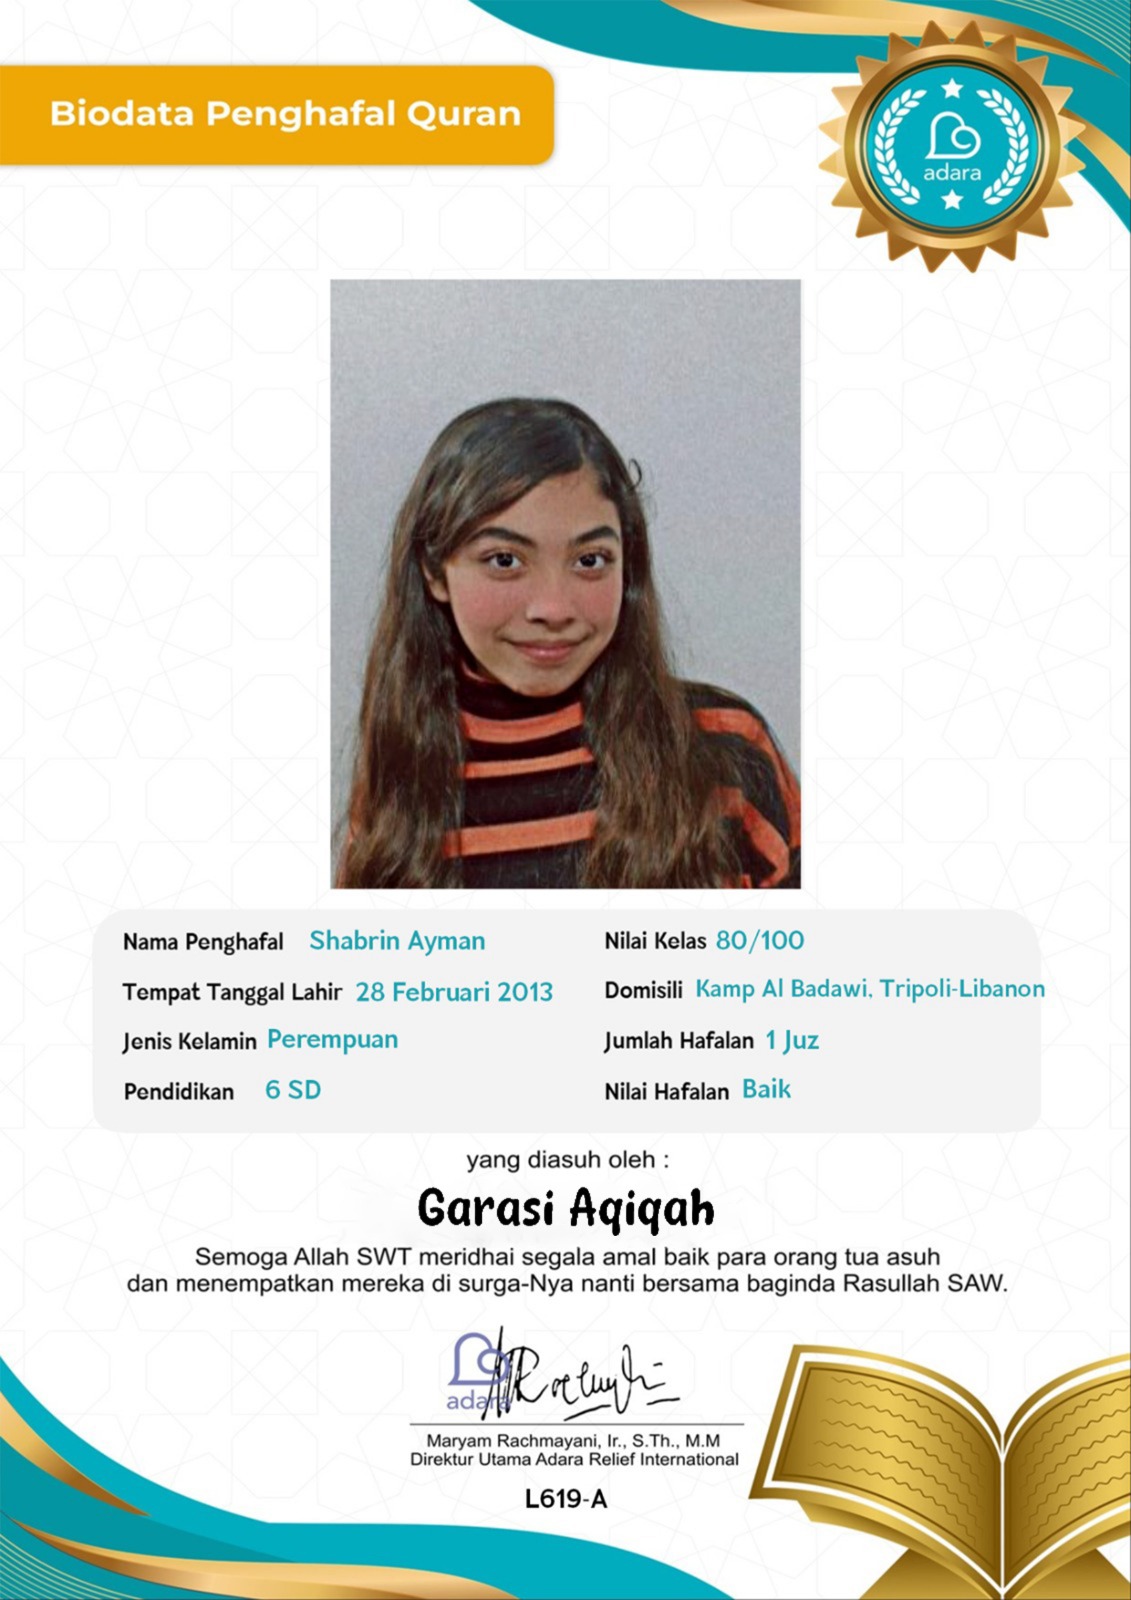 Biodata Penghafal Quran
adara
Nama Penghafal Shabrin Ayman
Tempat Tanggal Lahir 28 Februari 2013
Jenis Kelamin Perempuan
Pendidikan 6 SD
Nilai Kelas 80/100
Domisili Kamp Al Badawi, Tripoli-Libanon
Jumlah Hafalan 1 Juz
Nilai Hafalan Baik
yang diasuh oleh :
Garasi Aqiqah
Semoga Allah SWT meridhai segala amal baik para orang tua asuh
dan menempatkan mereka di surga-Nya nanti bersama baginda Rasullah SAW.
adara
Maryam Rachmayani, Ir., S.Th., M.M
Direktur Utama Adara Relief International
L619-A